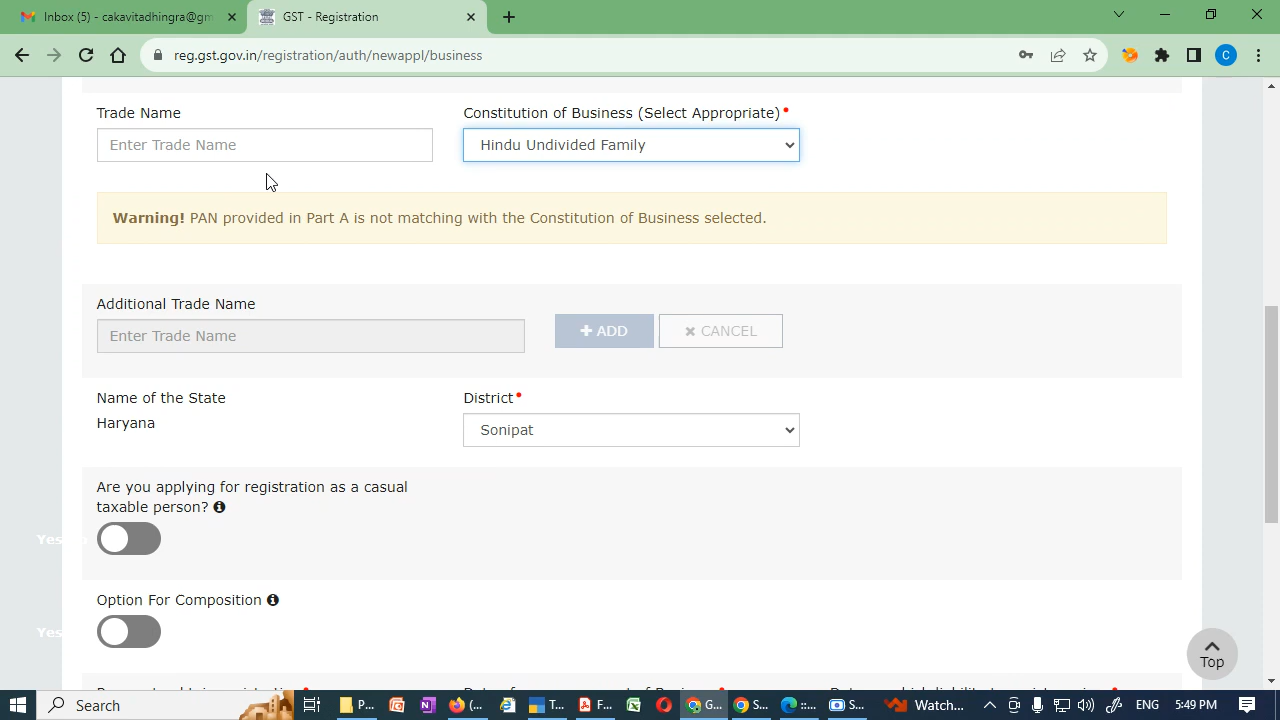 Inbox (5) - cakavitadhingra@gm
GST - Registration
reg.gst.gov.in/registration/auth/newappl/business
C
Trade Name
Constitution of Business (Select Appropriate)•
Enter Trade Name
Hindu Undivided Family
Warning! PAN provided in Part A is not matching with the Constitution of Business selected.
Additional Trade Name
Enter Trade Name
+ ADD
× CANCEL
Name of the State
District•
Haryana
Sonipat
Are you applying for registration as a casual
taxable person?
Yes
Option For Composition
Yes
Top
Search
P...
(...
T...
F...
G...
S...
::...
S...
Watch...
ENG
5:49 PM